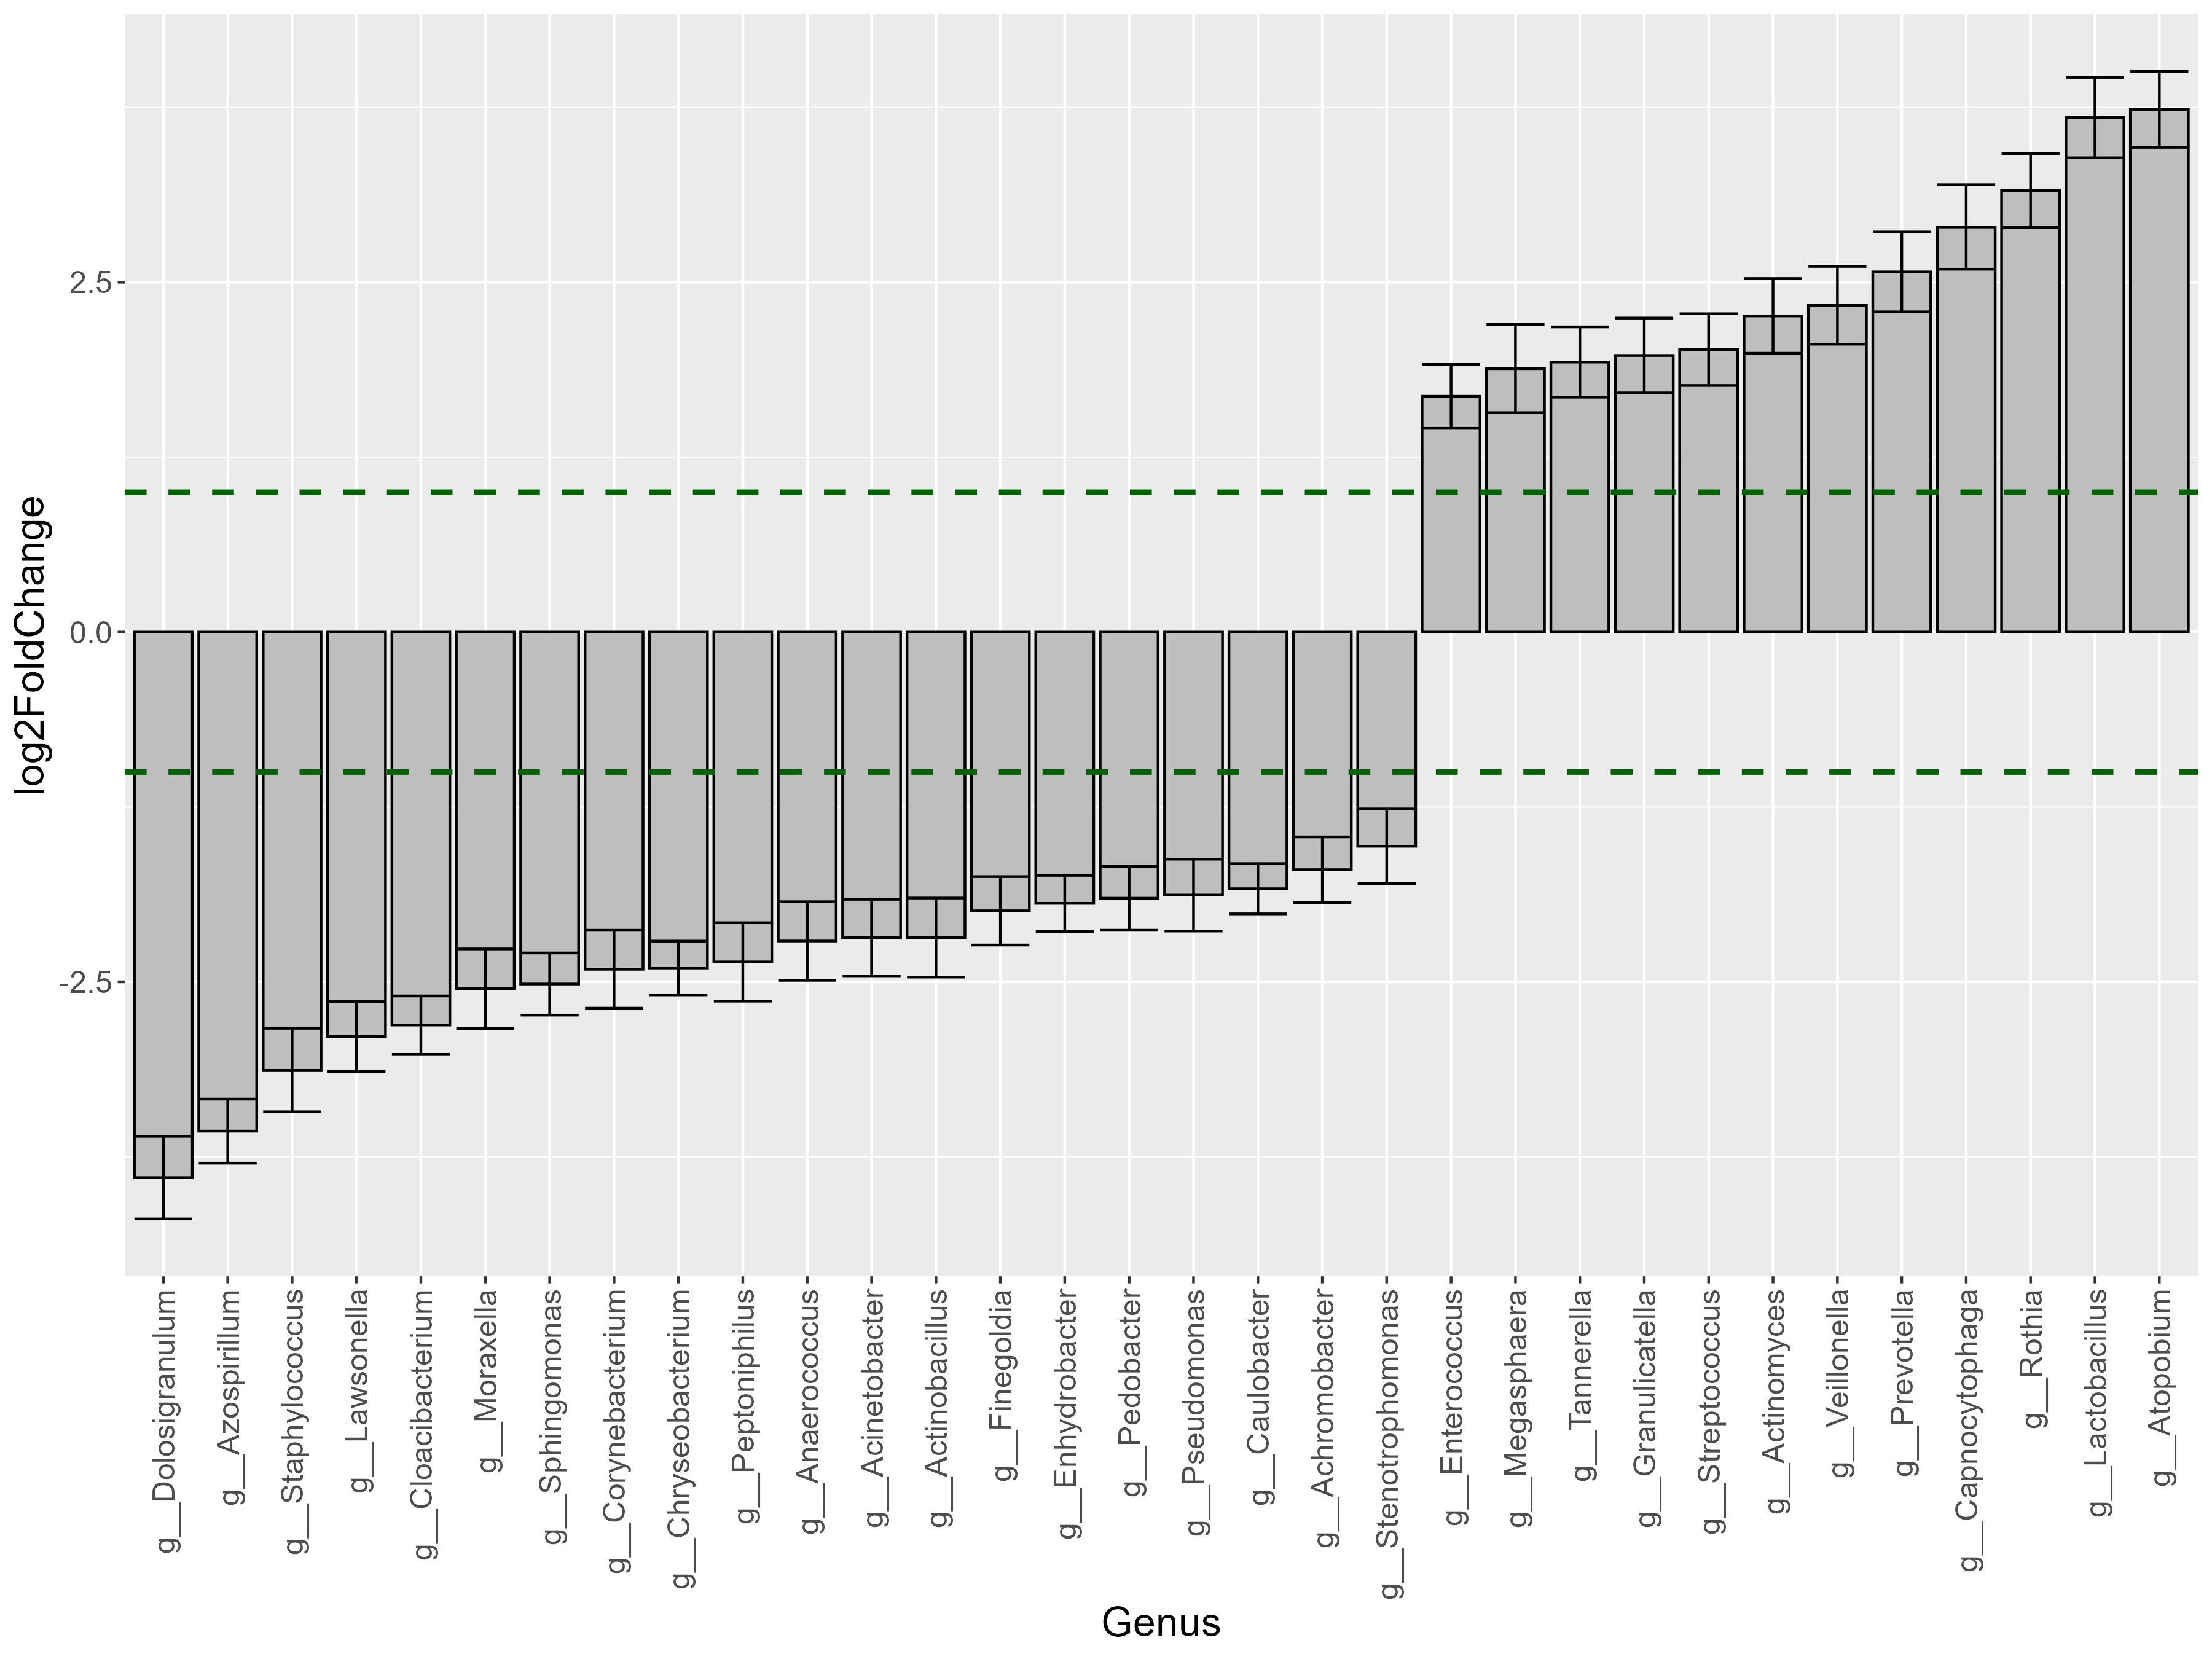 log2FoldChange
2.5
0.0
-2.5
g__Dolosigranulum
g__Azospirillum
g__Staphylococcus
g__Lawsonella
g__Cloacibacterium
g__Moraxella
g__Sphingomonas
g__Corynebacterium
g__Chryseobacterium
g__Peptoniphilus
g__Anaerococcus
g__Acinetobacter
g__Actinobacillus
g__Finegoldia
g__Enhydrobacter
g__Pedobacter
g__Pseudomonas
g__Caulobacter
g__Achromobacter
g__Stenotrophomonas
g__Enterococcus
g__Megasphaera
g__Tannerella
g__Granulicatella
g__Streptococcus
g__Actinomyces
g__Veillonella
g__Prevotella
g__Capnocytophaga
g__Rothia
g__Lactobacillus
g__Atopobium
Genus